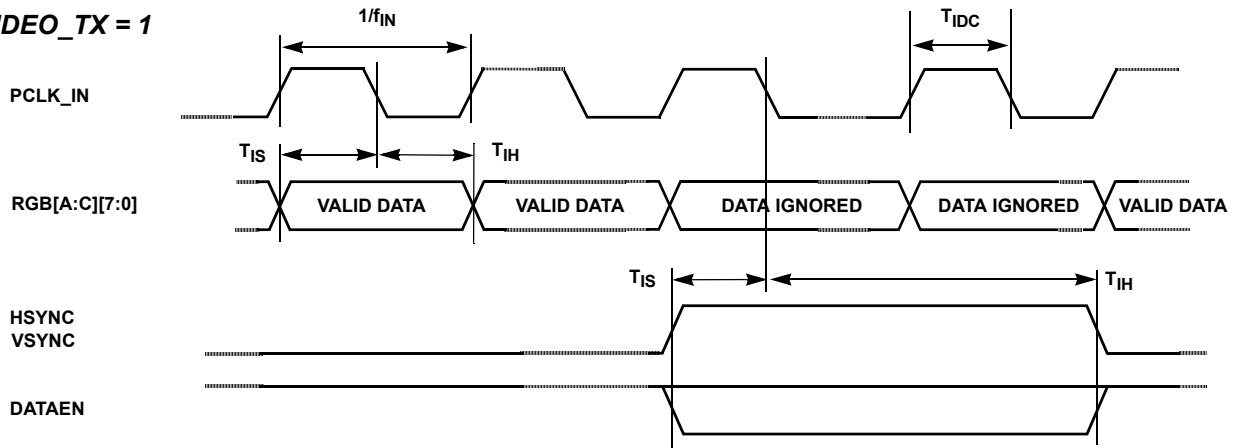 IDEO_TX = 1
1/fIN
TIDC
PCLK_IN
TIS
TIH
RGB[A:C][7:0]
VALID DATA
VALID DATA
DATA IGNORED
DATA IGNORED
VALID DATA
TIS
TIH
HSYNC
VSYNC
DATAEN